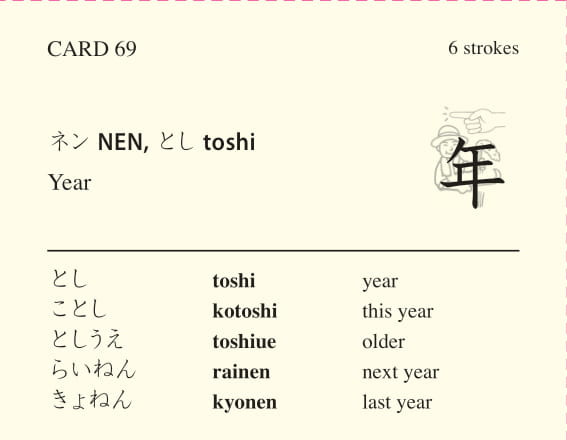 CARD 69 6 strokes
ネン NEN, とし toshi
Year
年
とし toshi year
ことし kotoshi this year
としうえ toshiue older
らいねん rainen next year
きょねん kyonen last year